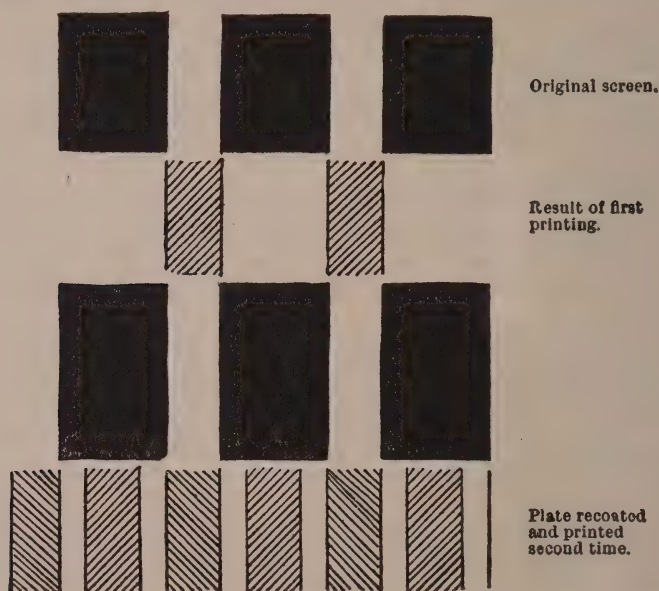 Original screen.
Result of first
printing.
Plate recoated
and printed
second time.